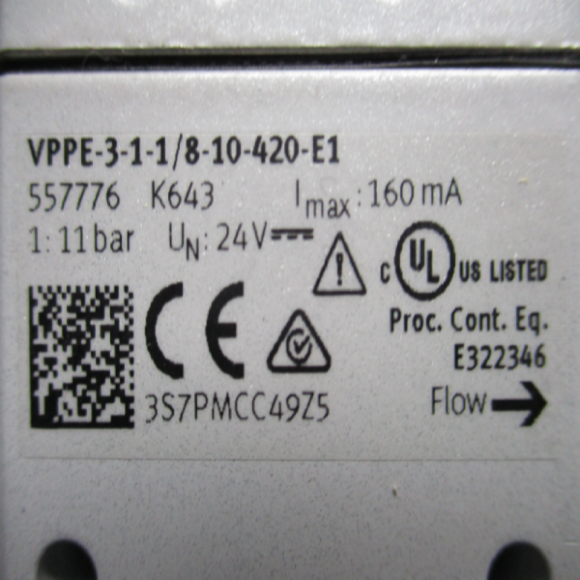 VPPE-3-1-1/8-10-420-E1
557776 K643 Imax: 160 mA
1: 11 bar UN: 24V
c UL US LISTED
CE Proc. Cont. Eq.
E322346
3S7PMCC49Z5 Flow